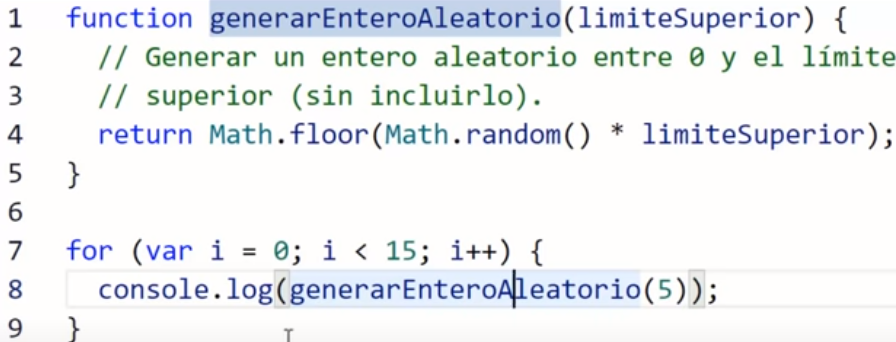 1 function generarEnteroAleatorio(limiteSuperior) {
2   // Generar un entero aleatorio entre 0 y el límite
3   // superior (sin incluirlo).
4   return Math.floor(Math.random() * limiteSuperior);
5 }
6
7 for (var i = 0; i < 15; i++) {
8   console.log(generarEnteroAleatorio(5));
9 }